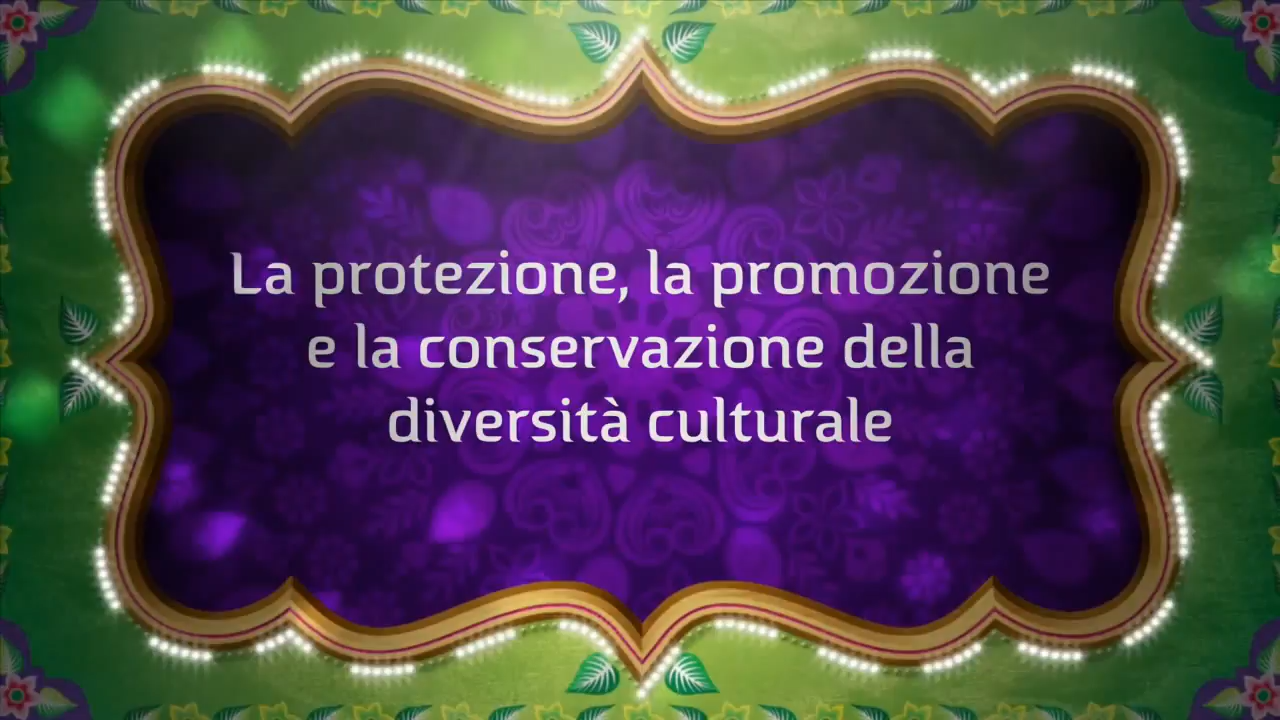 La protezione, la promozione
e la conservazione della
diversità culturale